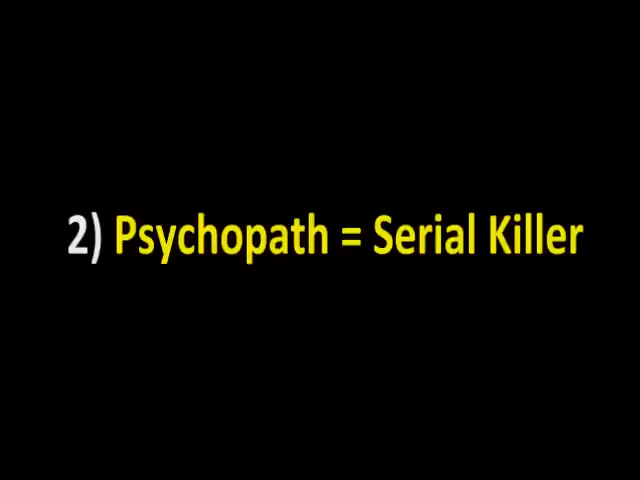 2) Psychopath = Serial Killer